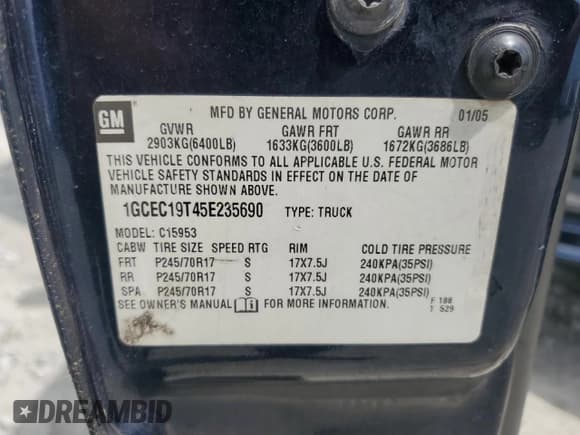 GM
MFD BY GENERAL MOTORS CORP. 01/05
GVWR GAWR FRT GAWR RR
2903KG(6400LB) 1633KG(3600LB) 1672KG(3686LB)
THIS VEHICLE CONFORMS TO ALL APPLICABLE U.S. FEDERAL MOTOR
VEHICLE SAFETY STANDARDS IN EFFECT ON THE DATE OF
MANUFACTURE SHOWN ABOVE.
1GCEC19T45E235690 TYPE: TRUCK
MODEL: C15953
CABW TIRE SIZE SPEED RTG RIM COLD TIRE PRESSURE
FRT P245/70R17 S 17X7.5J 240KPA(35PSI)
RR P245/70R17 S 17X7.5J 240KPA(35PSI)
SPA P245/70R17 S 17X7.5J 240KPA(35PSI)
SEE OWNER'S MANUAL FOR MORE INFORMATION.
F 188
T 529
DREAMBID